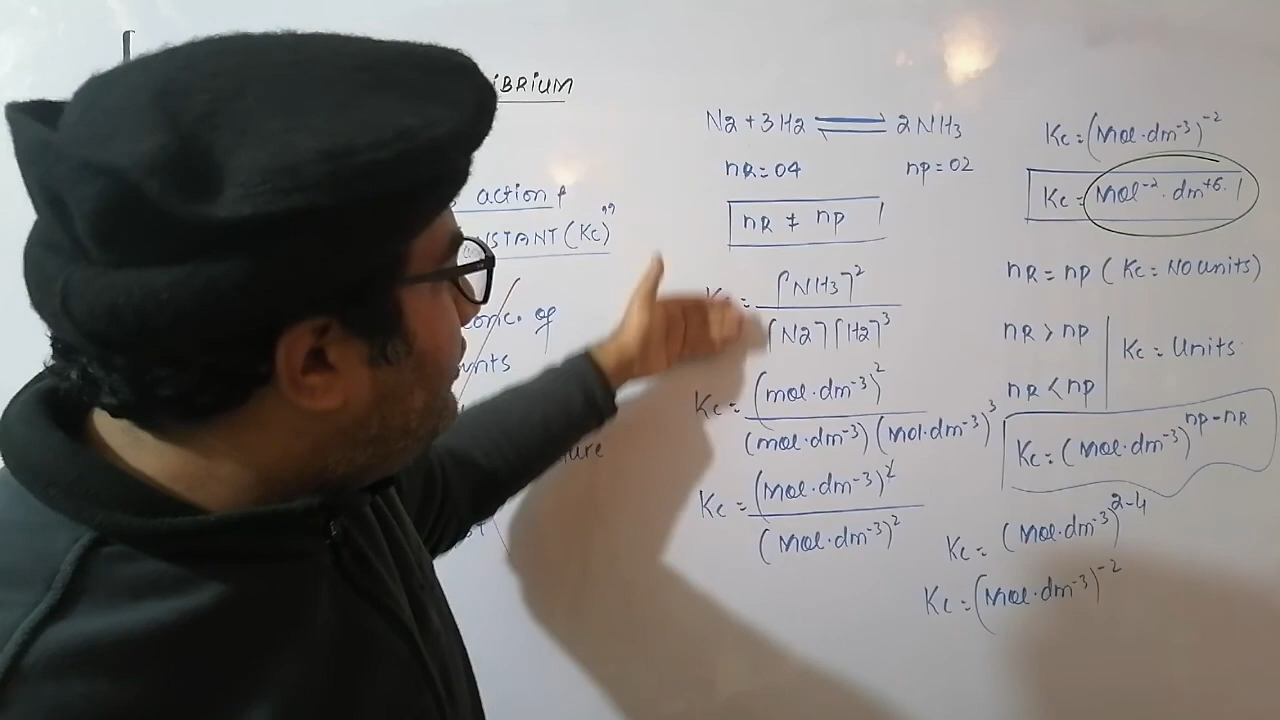 IBRIUM
action &
NSTANT (Kc)"
conc. of
ure
N2 + 3H2 ⇌ 2NH3
nR = 04 nP = 02
nR ≠ nP
Kc = [NH3]²
[N2] [H2]³
Kc = (mol·dm⁻³)²
(mol·dm⁻³) (mol·dm⁻³)³
Kc = (mol·dm⁻³)²
(mol·dm⁻³)²
Kc = (mol·dm⁻³)⁻²
Kc = mol⁻²·dm⁺⁶·
nR = nP (Kc = NO units)
nR > nP
nR < nP
Kc = Units
Kc = (mol·dm⁻³)ⁿᵖ⁻ⁿᴿ
Kc = (mol·dm⁻³)²⁻⁴
Kc = (mol·dm⁻³)⁻²